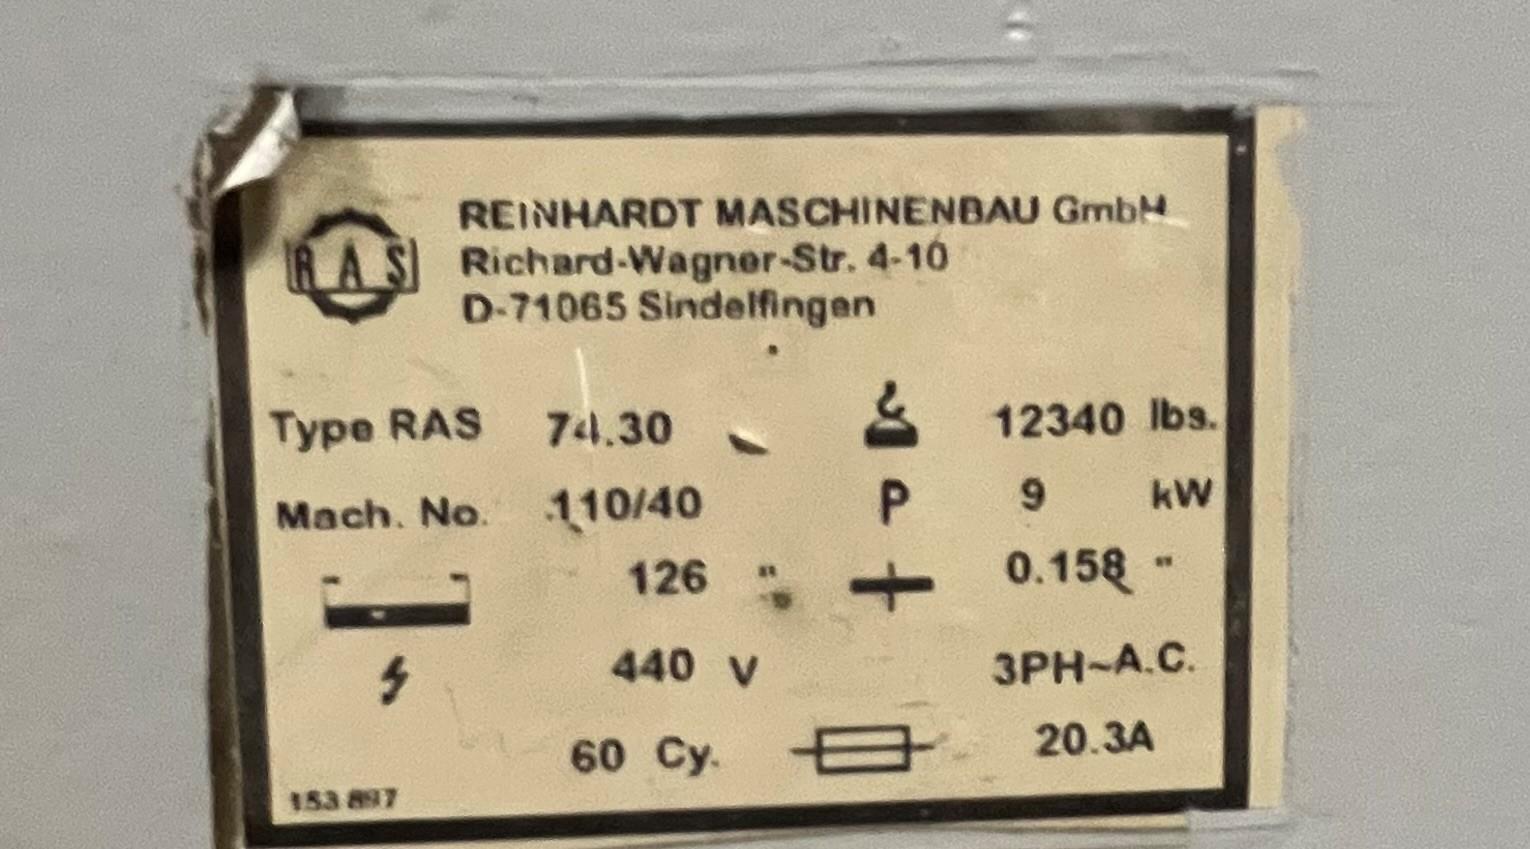 RAS
REINHARDT MASCHINENBAU GmbH
Richard-Wagner-Str. 4-10
D-71065 Sindelfingen
Type RAS 74.30 12340 lbs.
Mach. No. 110/40 P 9 kW
126 " 0.158 "
440 V 3PH~A.C.
60 Cy. 20.3A
153 897